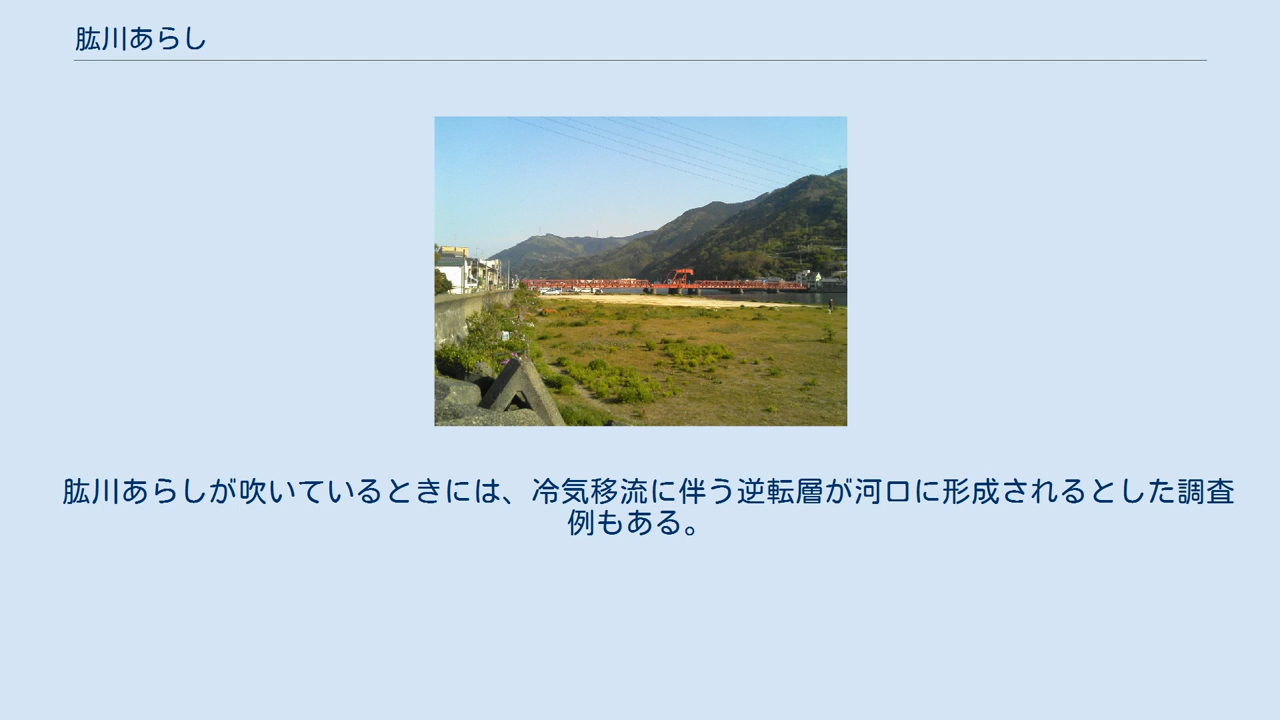 肱川あらし
肱川あらしが吹いているときには、冷気移流に伴う逆転層が河口に形成されるとした調査
例もある。